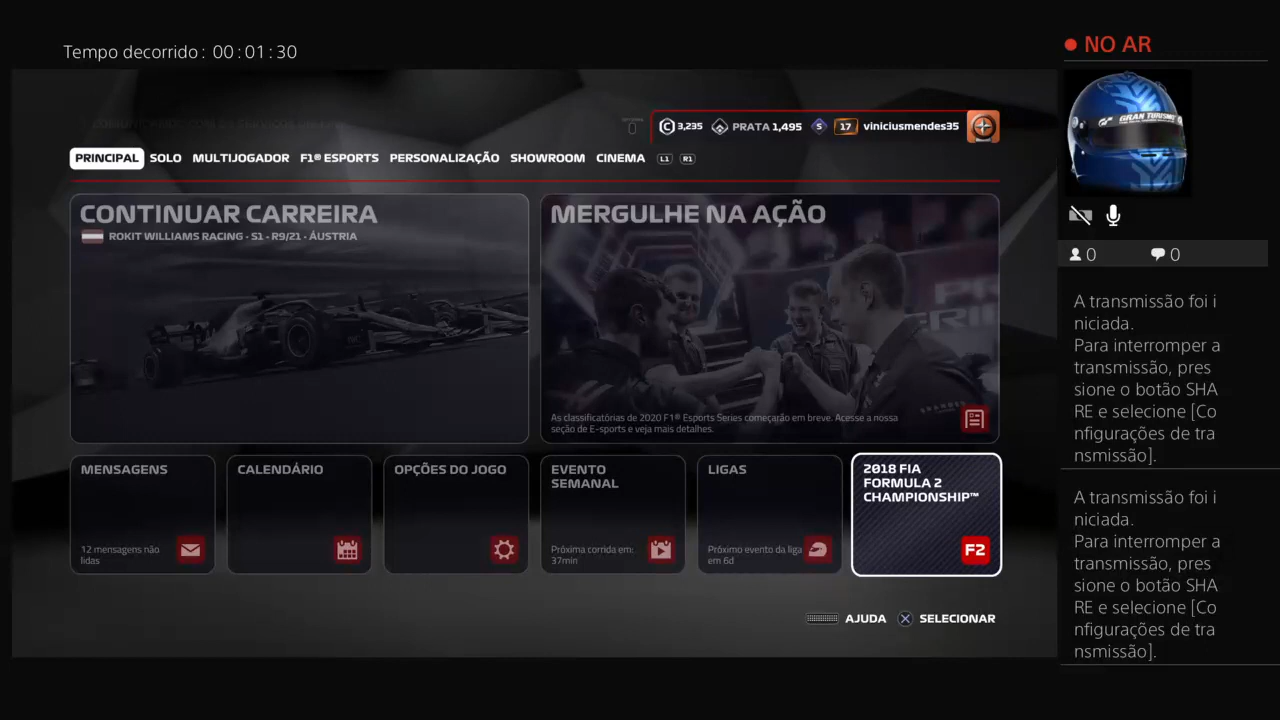 Tempo decorrido : 00:01:30
NO AR
GRAN TURISMO
OPTIONS
3,235 PRATA 1,495 S 17 viniciusmendes35
PRINCIPAL SOLO MULTIJOGADOR F1® ESPORTS PERSONALIZAÇÃO SHOWROOM CINEMA L1 R1
CONTINUAR CARREIRA
ROKIT WILLIAMS RACING - S1 - R9/21 - ÁUSTRIA
MERGULHE NA AÇÃO
As classificatórias de 2020 F1® Esports Series começarão em breve. Acesse a nossa
seção de E-sports e veja mais detalhes.
MENSAGENS
12 mensagens não
lidas
CALENDÁRIO
OPÇÕES DO JOGO
EVENTO
SEMANAL
Próxima corrida em:
37min
LIGAS
Próximo evento da liga
em 6d
2018 FIA
FORMULA 2
CHAMPIONSHIP™
F2
AJUDA SELECIONAR
0 0
A transmissão foi i
niciada.
Para interromper a
transmissão, pres
sione o botão SHA
RE e selecione [Co
nfigurações de tra
nsmissão].
A transmissão foi i
niciada.
Para interromper a
transmissão, pres
sione o botão SHA
RE e selecione [Co
nfigurações de tra
nsmissão].